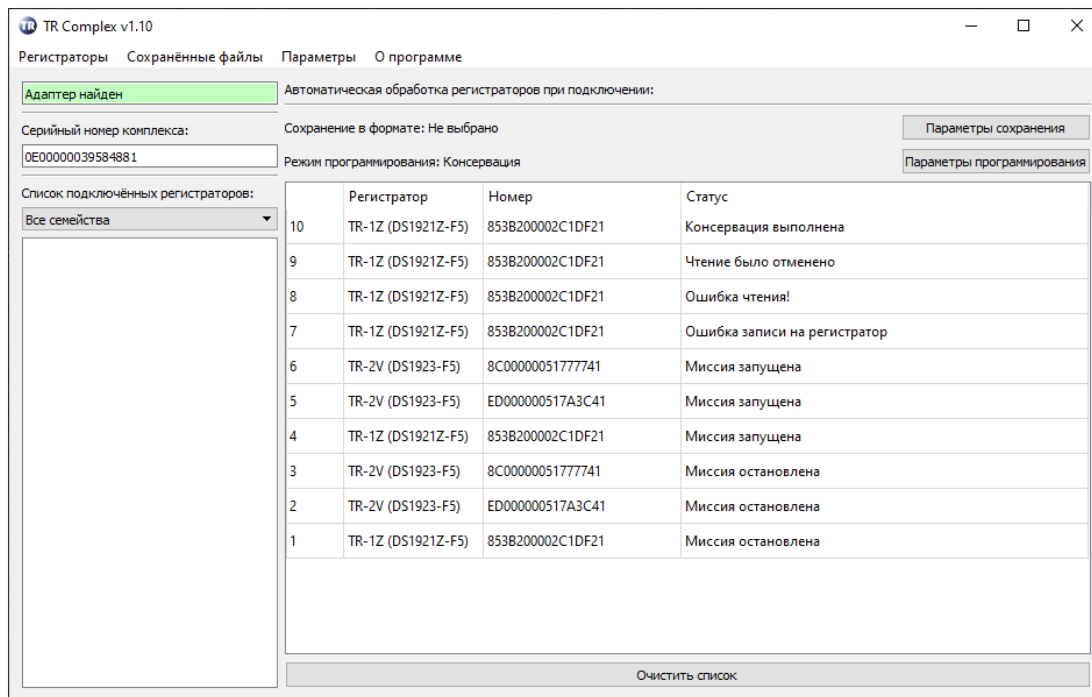 TR Complex v1.10
Регистраторы Сохранённые файлы Параметры О программе
Адаптер найден
Серийный номер комплекса:
0E00000039584881
Список подключённых регистраторов:
Все семейства
Автоматическая обработка регистраторов при подключении:
Сохранение в формате: Не выбрано
Параметры сохранения
Режим программирования: Консервация
Параметры программирования
Регистратор Номер Статус
10 TR-1Z (DS1921Z-F5) 853B200002C1DF21 Консервация выполнена
9 TR-1Z (DS1921Z-F5) 853B200002C1DF21 Чтение было отменено
8 TR-1Z (DS1921Z-F5) 853B200002C1DF21 Ошибка чтения!
7 TR-1Z (DS1921Z-F5) 853B200002C1DF21 Ошибка записи на регистратор
6 TR-2V (DS1923-F5) 8C00000051777741 Миссия запущена
5 TR-2V (DS1923-F5) ED000000517A3C41 Миссия запущена
4 TR-1Z (DS1921Z-F5) 853B200002C1DF21 Миссия запущена
3 TR-2V (DS1923-F5) 8C00000051777741 Миссия остановлена
2 TR-2V (DS1923-F5) ED000000517A3C41 Миссия остановлена
1 TR-1Z (DS1921Z-F5) 853B200002C1DF21 Миссия остановлена
Очистить список